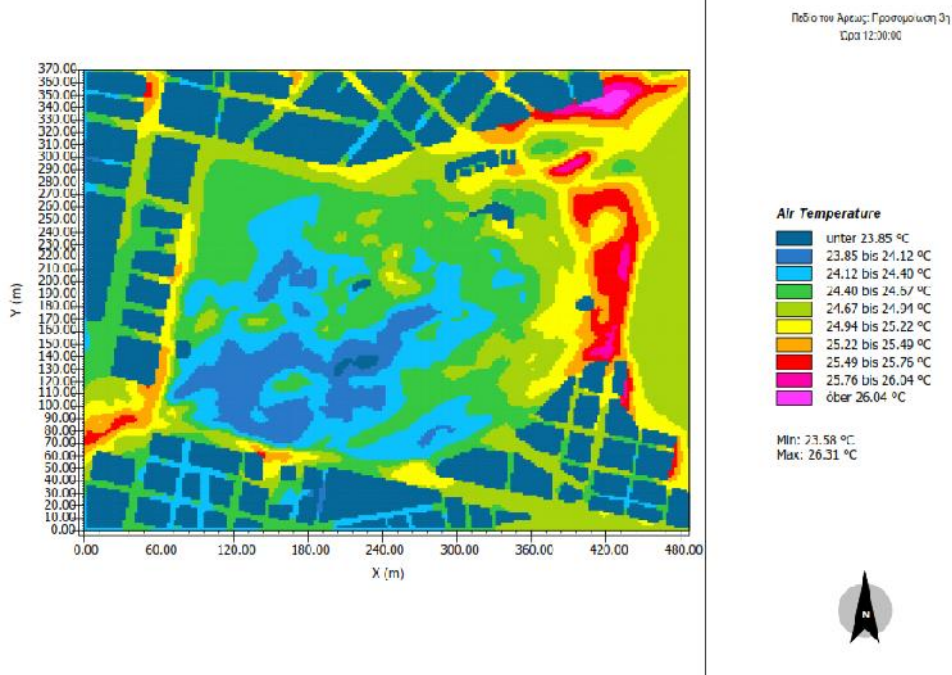 Πεδίο του Άρεως: Προσομοίωση 3η
Ώρα 12:00:00
370.00
360.00
350.00
340.00
330.00
320.00
310.00
300.00
290.00
280.00
270.00
260.00
250.00
240.00
230.00
220.00
210.00
200.00
190.00
180.00
170.00
160.00
150.00
140.00
130.00
120.00
110.00
100.00
90.00
80.00
70.00
60.00
50.00
40.00
30.00
20.00
10.00
0.00
Y (m)
0.00 60.00 120.00 180.00 240.00 300.00 360.00 420.00 480.00
X (m)
Air Temperature
unter 23.85 °C
23.85 bis 24.12 °C
24.12 bis 24.40 °C
24.40 bis 24.67 °C
24.67 bis 24.94 °C
24.94 bis 25.22 °C
25.22 bis 25.49 °C
25.49 bis 25.76 °C
25.76 bis 26.04 °C
öber 26.04 °C
Min: 23.58 °C
Max: 26.31 °C
N